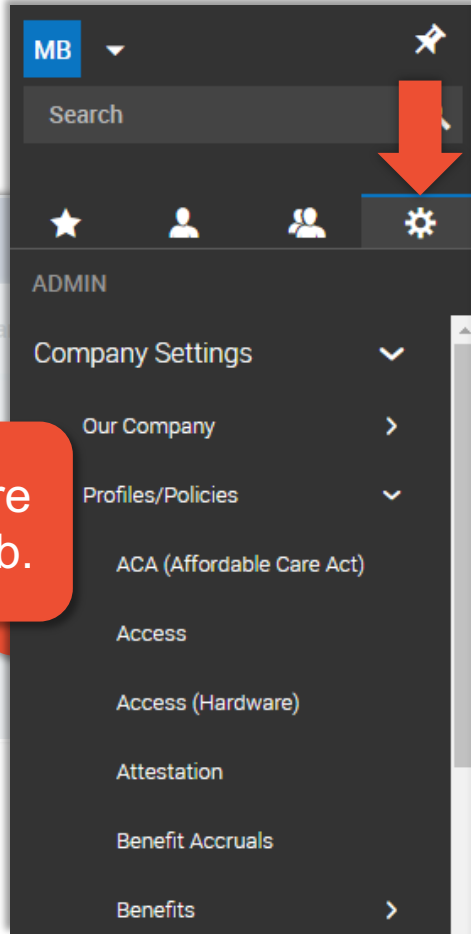 MB
Search
ADMIN
Company Settings
Our Company
Profiles/Policies
ACA (Affordable Care Act)
Access
Access (Hardware)
Attestation
Benefit Accruals
Benefits